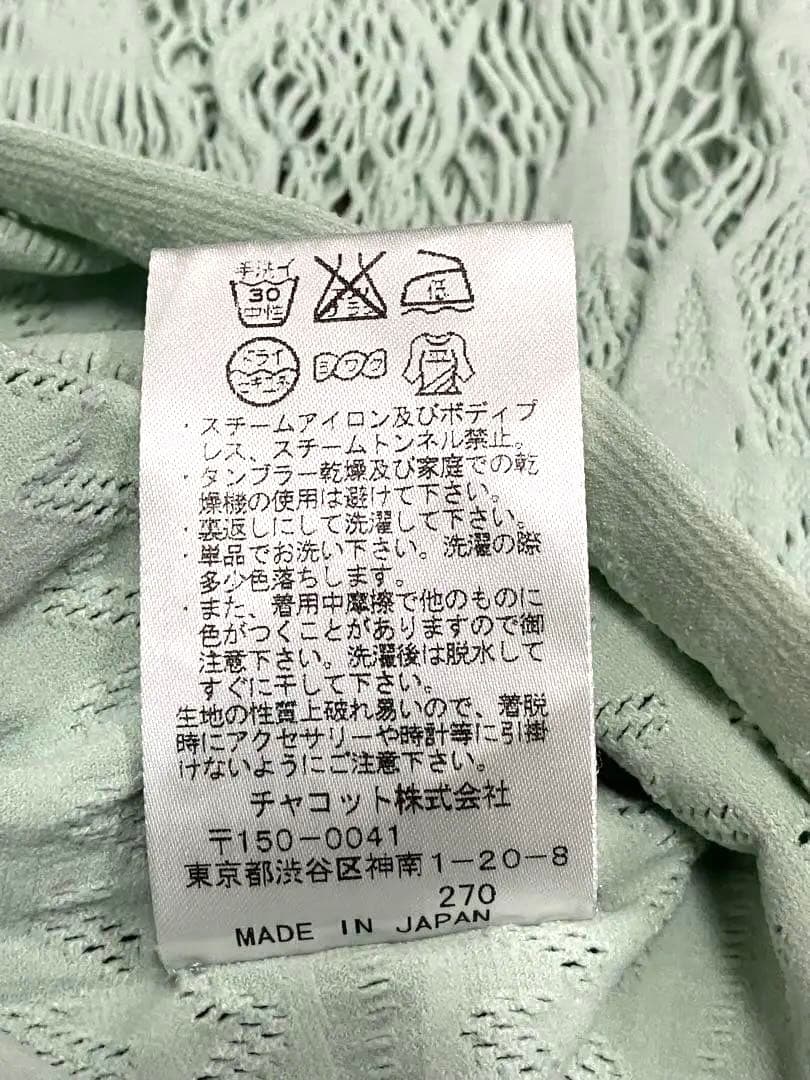 手洗イ
30
中性
エンソサラシ
低
ドライ
セキユ系
・スチームアイロン及びボディプ
レス、スチームトンネル禁止。
・タンブラー乾燥及び家庭での乾
燥機の使用は避けて下さい。
・裏返しにして洗濯して下さい。
・単品でお洗い下さい。洗濯の際
多少色落ちします。
・また、着用中摩擦で他のものに
色がつくことがありますので御
注意下さい。洗濯後は脱水して
すぐに干して下さい。
生地の性質上破れ易いので、着脱
時にアクセサリーや時計等に引掛
けないようにご注意下さい。
チャコット株式会社
〒150-0041
東京都渋谷区神南1-20-8
270
MADE IN JAPAN